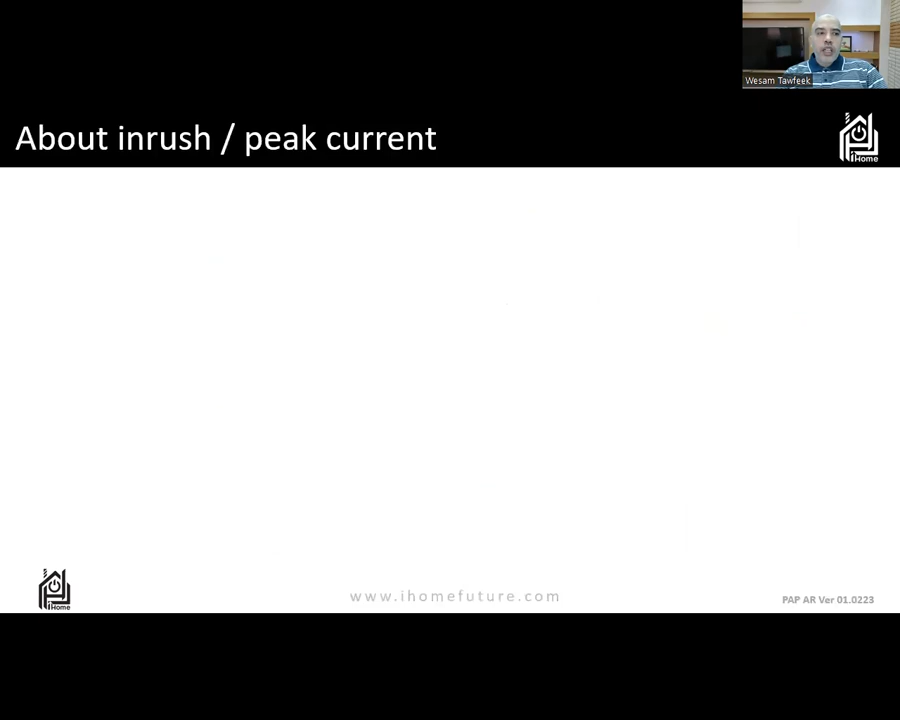 Wesam Tawfeek
About inrush / peak current
iHome
iHome
www.ihomefuture.com
PAP AR Ver 01.0223